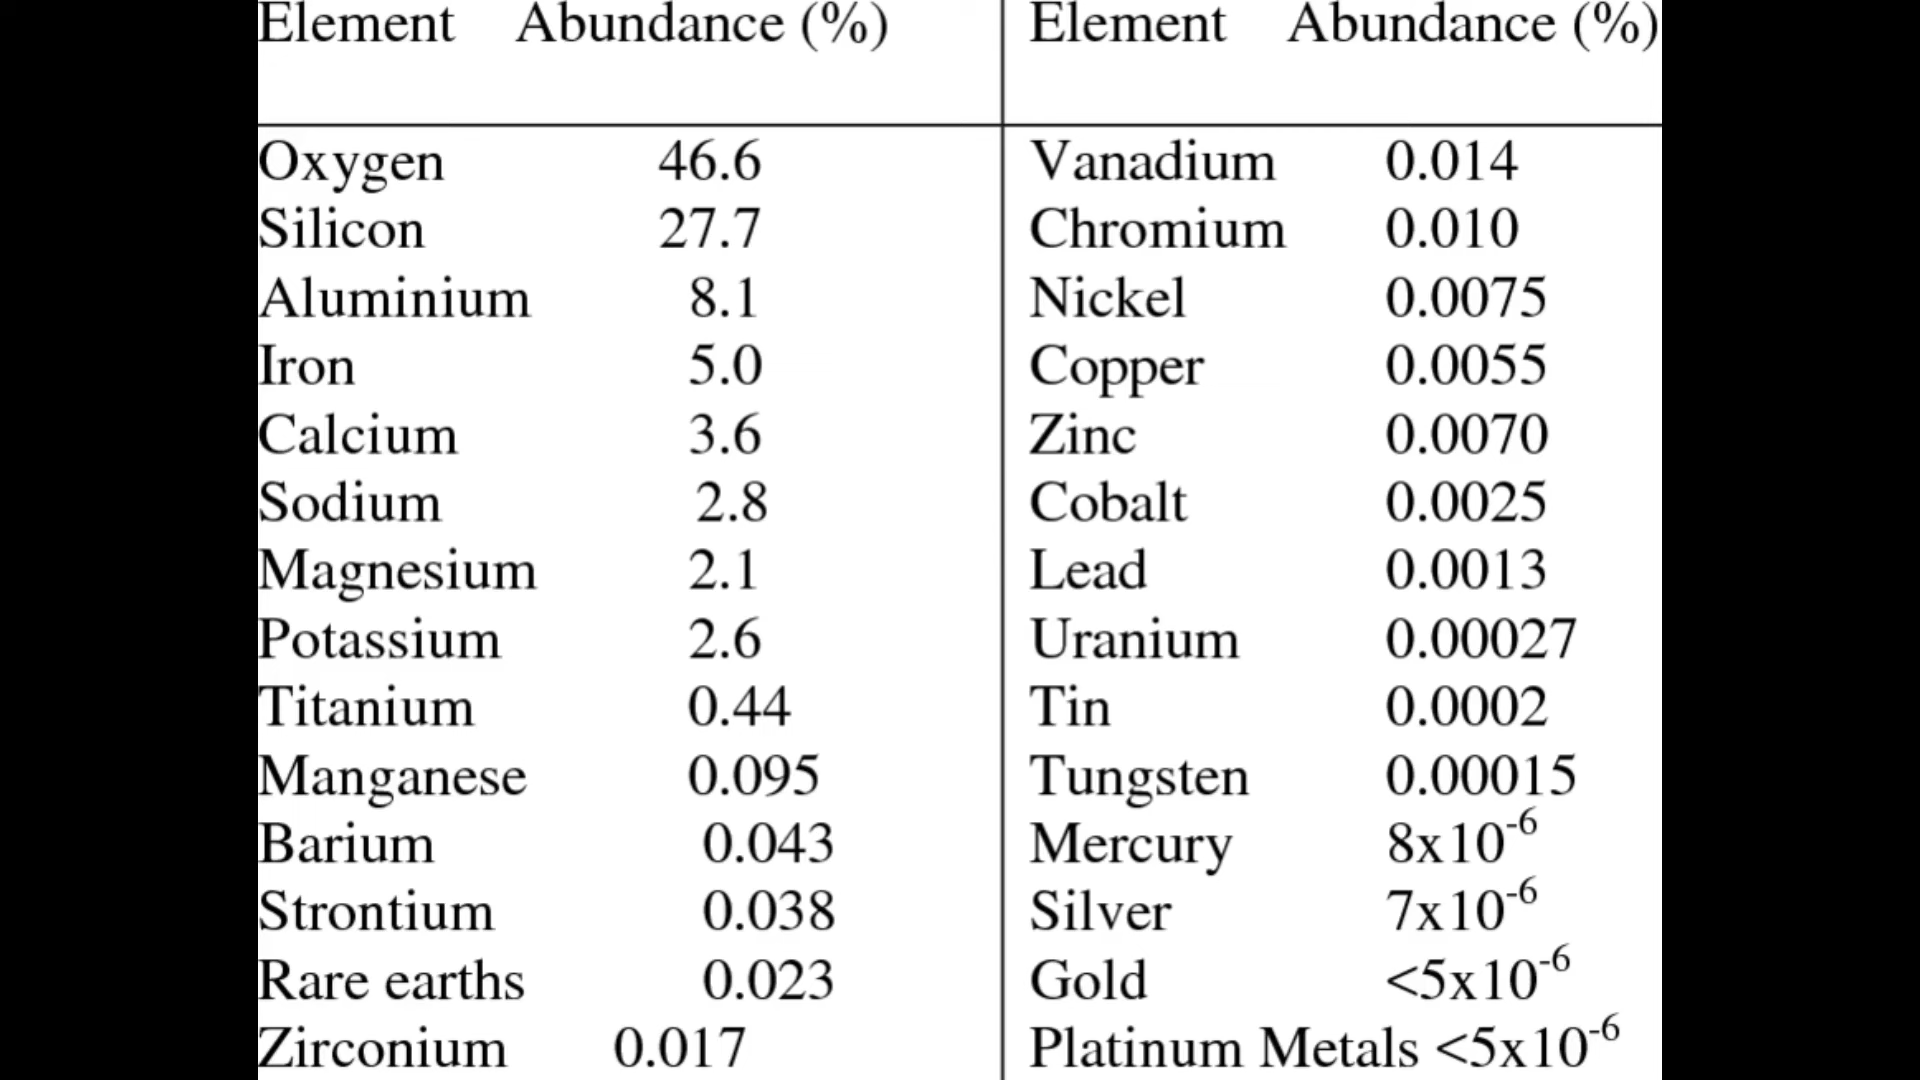 Element Abundance (%) Element Abundance (%)
Oxygen 46.6 Vanadium 0.014
Silicon 27.7 Chromium 0.010
Aluminium 8.1 Nickel 0.0075
Iron 5.0 Copper 0.0055
Calcium 3.6 Zinc 0.0070
Sodium 2.8 Cobalt 0.0025
Magnesium 2.1 Lead 0.0013
Potassium 2.6 Uranium 0.00027
Titanium 0.44 Tin 0.0002
Manganese 0.095 Tungsten 0.00015
Barium 0.043 Mercury 8x10⁻⁶
Strontium 0.038 Silver 7x10⁻⁶
Rare earths 0.023 Gold <5x10⁻⁶
Zirconium 0.017 Platinum Metals <5x10⁻⁶